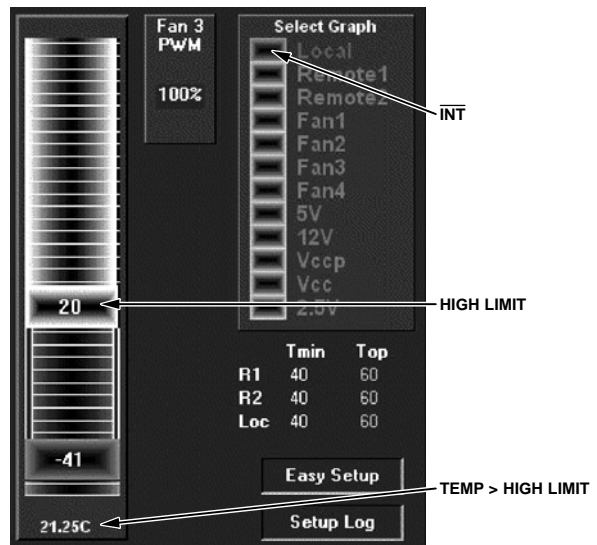 Fan 3
PWM
100%
Select Graph
Local
Remote1
Remote2
Fan1
Fan2
Fan3
Fan4
5V
12V
Vccp
Vcc
2.5V
INT
20
HIGH LIMIT
Tmin Top
R1 40 60
R2 40 60
Loc 40 60
-41
Easy Setup
TEMP > HIGH LIMIT
21.25C
Setup Log